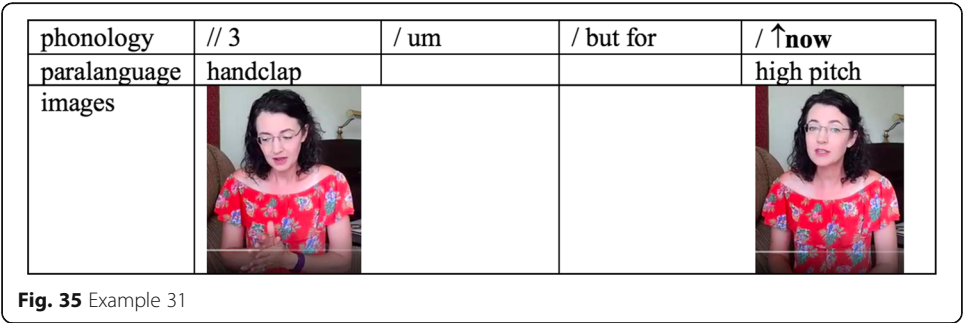 phonology // 3 / um / but for / ↑now
paralanguage handclap high pitch
images
Fig. 35 Example 31